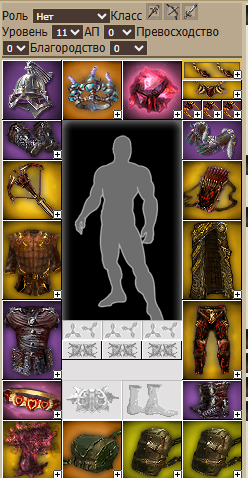 Роль Нет Класс
Уровень 11 АП 0 Превосходство
0 Благородство 0